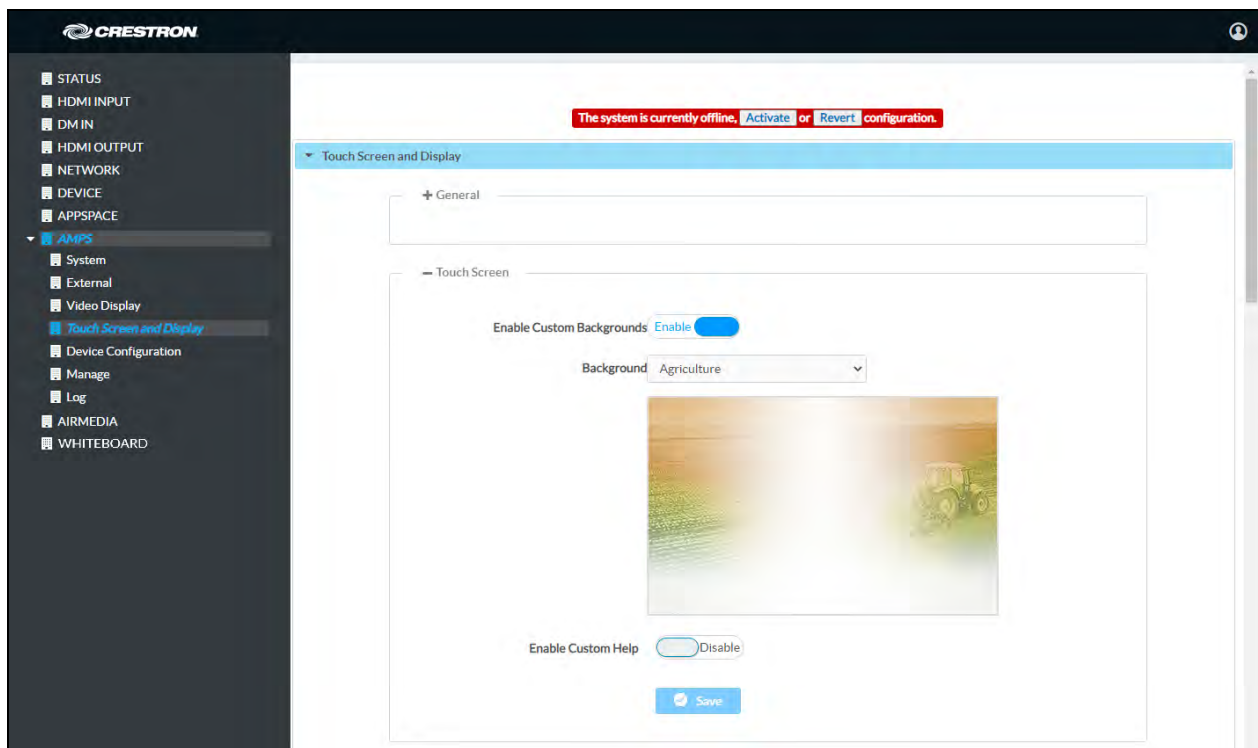 CRESTRON
STATUS
HDMI INPUT
DM IN
HDMI OUTPUT
NETWORK
DEVICE
APPSPACE
AMPS
System
External
Video Display
Touch Screen and Display
Device Configuration
Manage
Log
AIRMEDIA
WHITEBOARD
The system is currently offline, Activate or Revert configuration.
Touch Screen and Display
+ General
− Touch Screen
Enable Custom Backgrounds Enable
Background Agriculture
Enable Custom Help Disable
Save